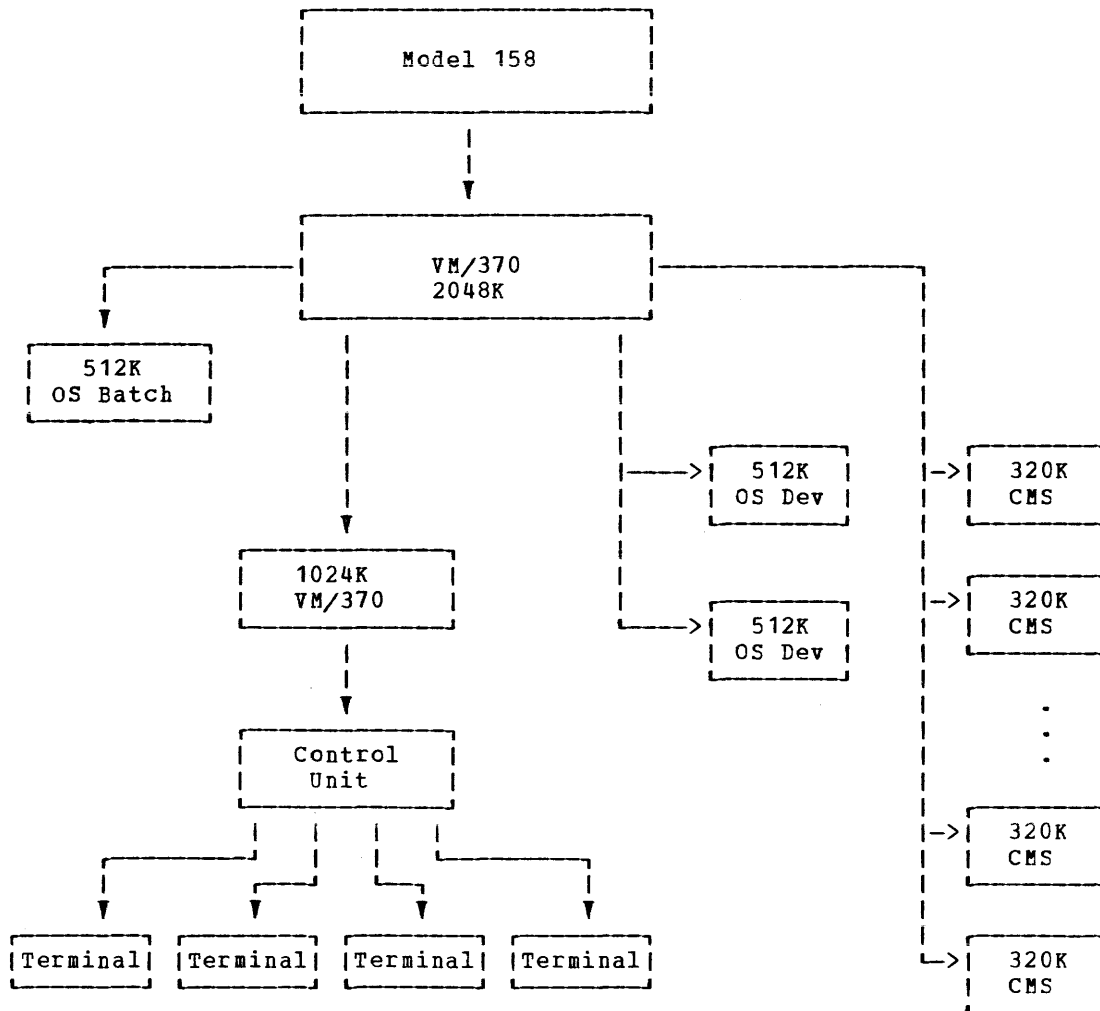 Model 158
VM/370
2048K
512K
OS Batch
512K
OS Dev
320K
CMS
1024K
VM/370
320K
CMS
512K
OS Dev
Control
Unit
320K
CMS
Terminal
Terminal
Terminal
Terminal
320K
CMS